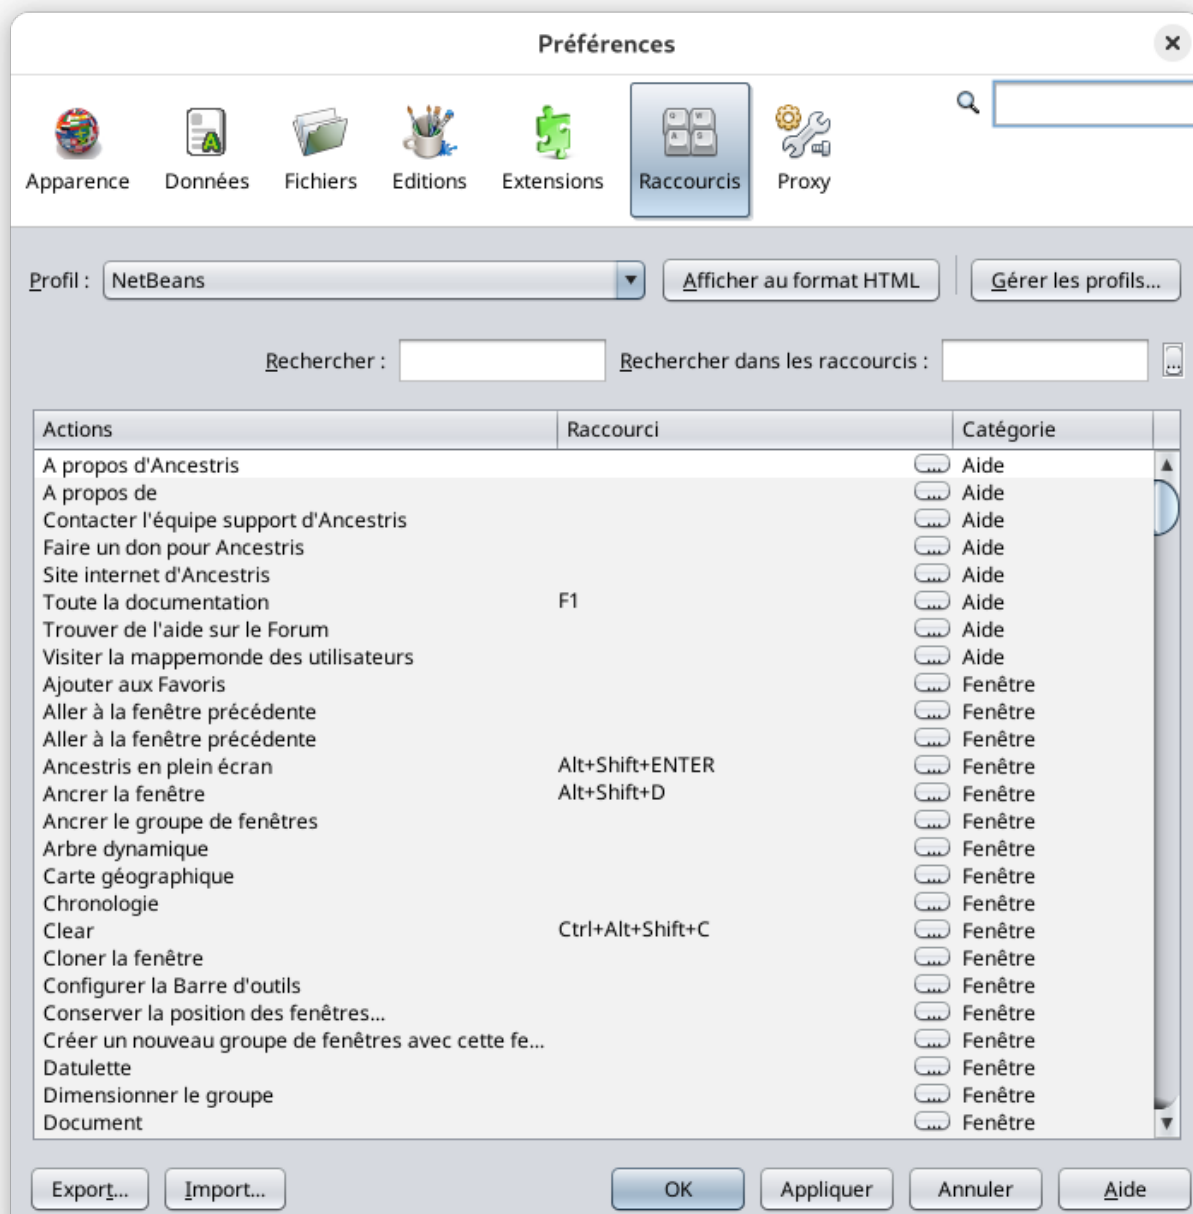 Préférences
Apparence Données Fichiers Editions Extensions Raccourcis Proxy
Profil : NetBeans Afficher au format HTML Gérer les profils...
Rechercher : Rechercher dans les raccourcis : ...
Actions Raccourci Catégorie
A propos d'Ancestris ... Aide
A propos de ... Aide
Contacter l'équipe support d'Ancestris ... Aide
Faire un don pour Ancestris ... Aide
Site internet d'Ancestris ... Aide
Toute la documentation F1 ... Aide
Trouver de l'aide sur le Forum ... Aide
Visiter la mappemonde des utilisateurs ... Aide
Ajouter aux Favoris ... Fenêtre
Aller à la fenêtre précédente ... Fenêtre
Aller à la fenêtre précédente ... Fenêtre
Ancestris en plein écran Alt+Shift+ENTER ... Fenêtre
Ancrer la fenêtre Alt+Shift+D ... Fenêtre
Ancrer le groupe de fenêtres ... Fenêtre
Arbre dynamique ... Fenêtre
Carte géographique ... Fenêtre
Chronologie ... Fenêtre
Clear Ctrl+Alt+Shift+C ... Fenêtre
Cloner la fenêtre ... Fenêtre
Configurer la Barre d'outils ... Fenêtre
Conserver la position des fenêtres... ... Fenêtre
Créer un nouveau groupe de fenêtres avec cette fe... ... Fenêtre
Datulette ... Fenêtre
Dimensionner le groupe ... Fenêtre
Document ... Fenêtre
Export... Import... OK Appliquer Annuler Aide